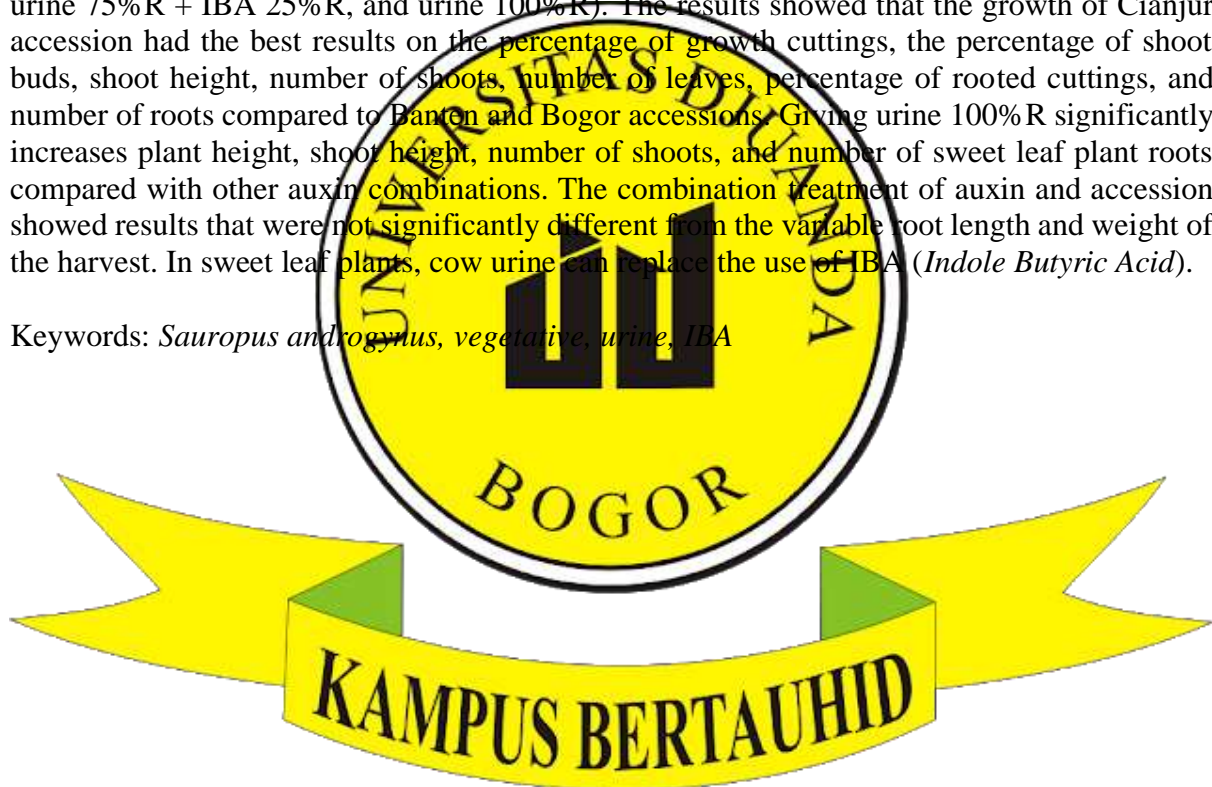 urine 75%R + IBA 25%R, and urine 100%R). The results showed that the growth of Cianjur
accession had the best results on the percentage of growth cuttings, the percentage of shoot
buds, shoot height, number of shoots, number of leaves, percentage of rooted cuttings, and
number of roots compared to Banten and Bogor accessions. Giving urine 100%R significantly
increases plant height, shoot height, number of shoots, and number of sweet leaf plant roots
compared with other auxin combinations. The combination treatment of auxin and accession
showed results that were not significantly different from the variable root length and weight of
the harvest. In sweet leaf plants, cow urine can replace the use of IBA (Indole Butyric Acid).
Keywords: Sauropus androgynus, vegetative, urine, IBA
UNIVERSITAS DJUANDA
BOGOR
KAMPUS BERTAUHID